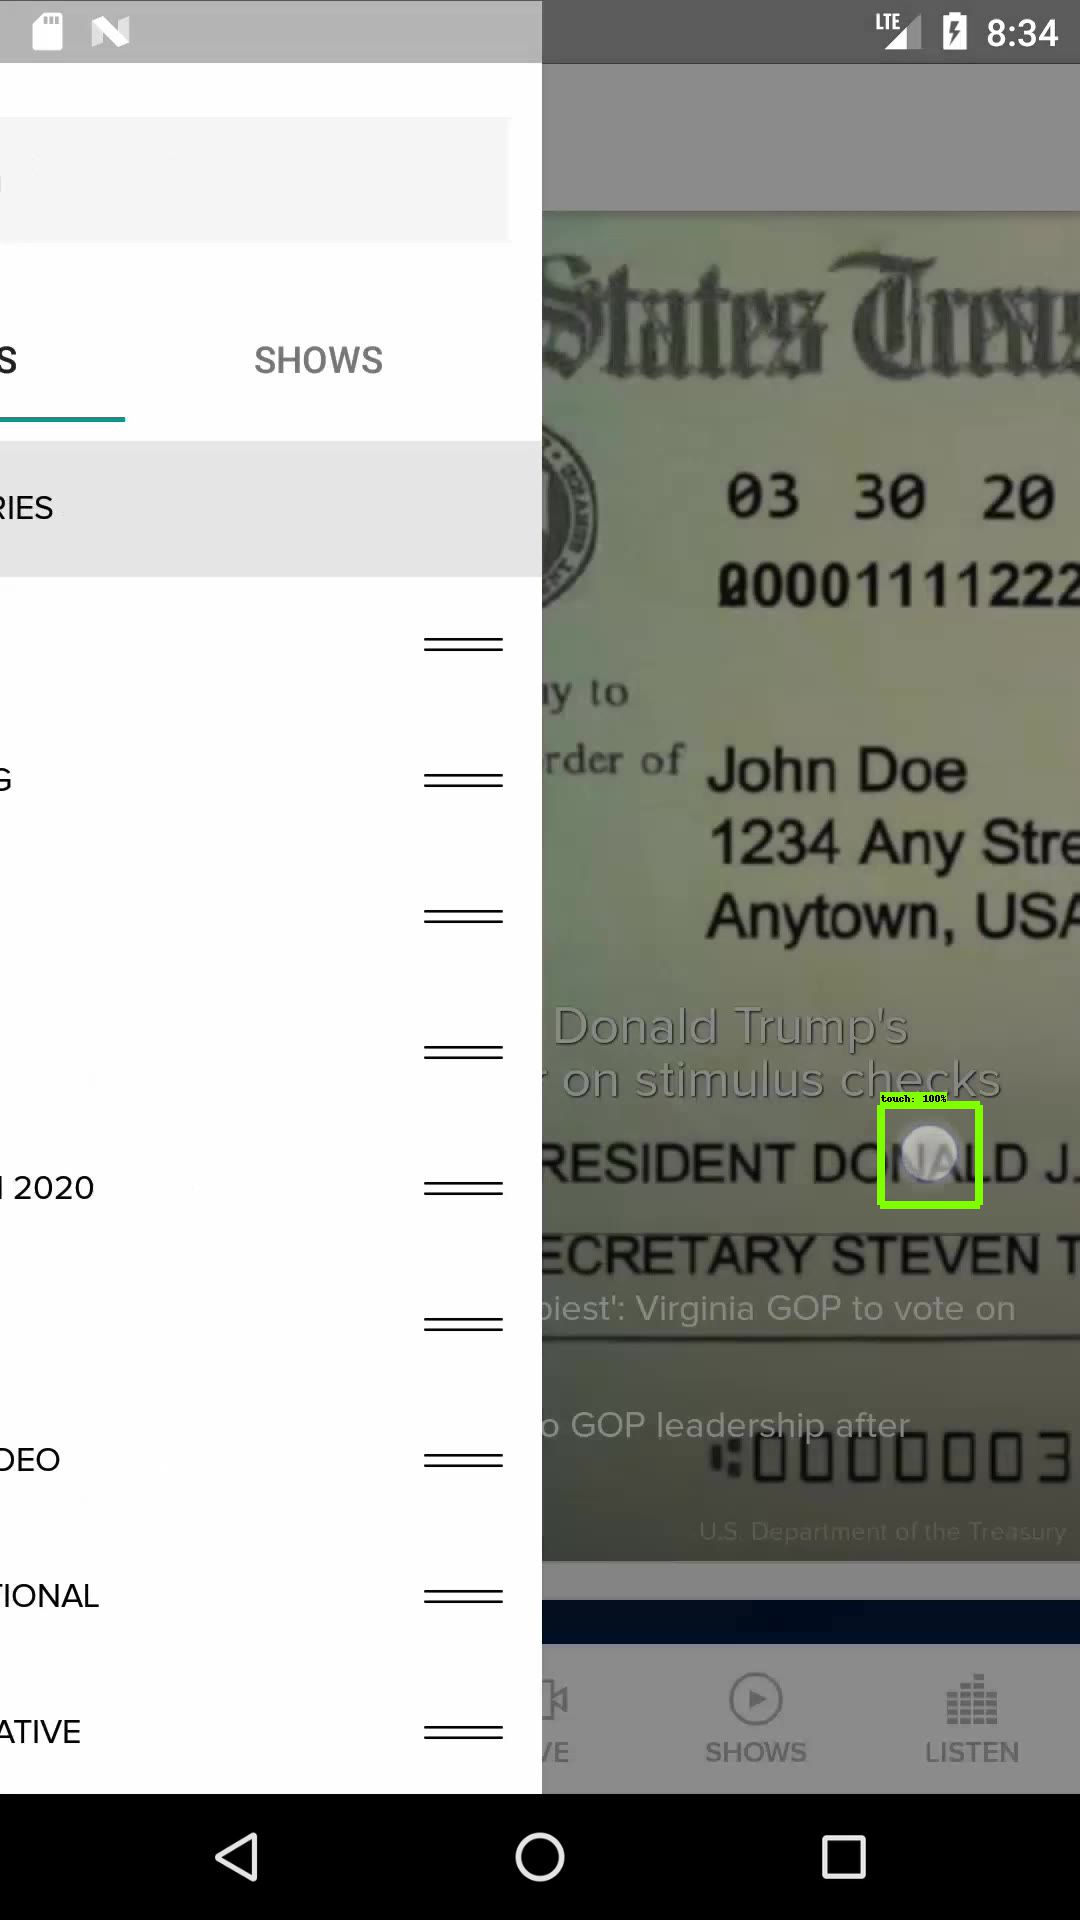 LTE 8:34
States Treas
S SHOWS
03 30 20
RIES
00001111222
ay to
rder of John Doe
G
1234 Any Stre
Anytown, USA
Donald Trump's
r on stimulus checks
touch: 100%
RESIDENT DONALD J.
N 2020
ECRETARY STEVEN T
piest': Virginia GOP to vote on
o GOP leadership after
DEO
0000003
U.S. Department of the Treasury
TIONAL
ATIVE
VE SHOWS LISTEN